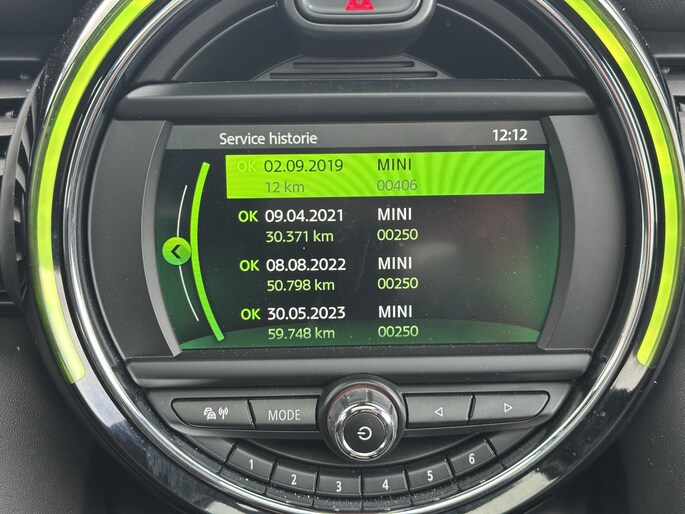 Service historie 12:12
OK 02.09.2019 MINI
12 km 00406
OK 09.04.2021 MINI
30.371 km 00250
OK 08.08.2022 MINI
50.798 km 00250
OK 30.05.2023 MINI
59.748 km 00250
MODE
1 2 3 4 5 6